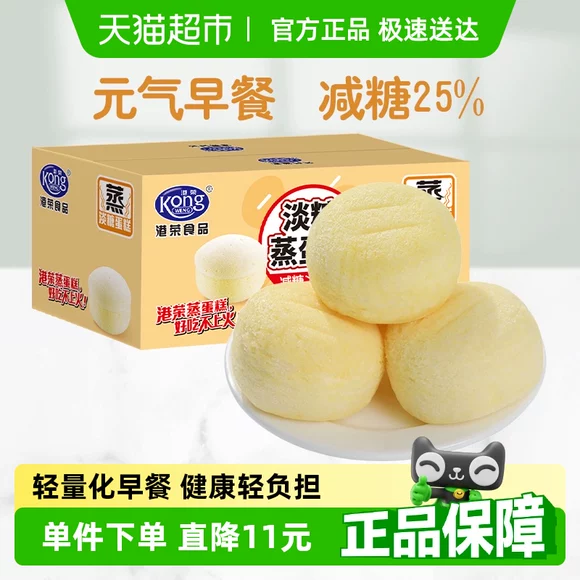 天猫超市 官方正品 极速送达
元气早餐 减糖25%
蒸
淡糖蛋糕
港荣
Kong
WENG
®
港荣食品
淡糖
蒸蛋
减糖
蒸
港荣蒸蛋糕，
好吃不上火！
轻量化早餐 健康轻负担
单件下单 直降11元
正品保障